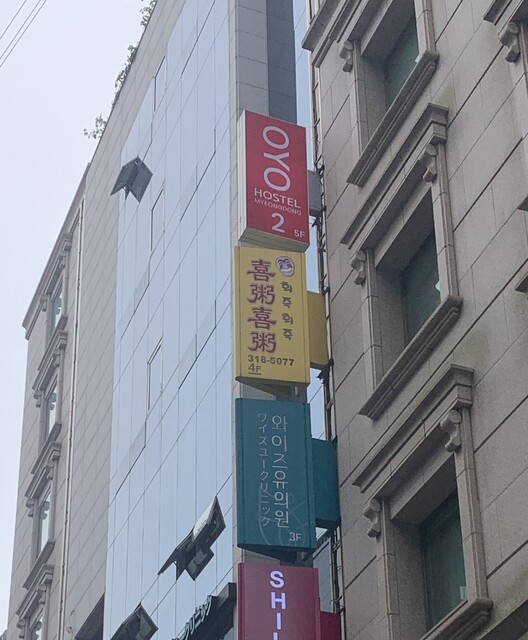 OYO
HOSTEL
MYEONGDONG
2 5F
喜粥喜粥
희죽희죽
318-5077
4F
와이즈유의원
ワイズユークリニック
3F
SHIL